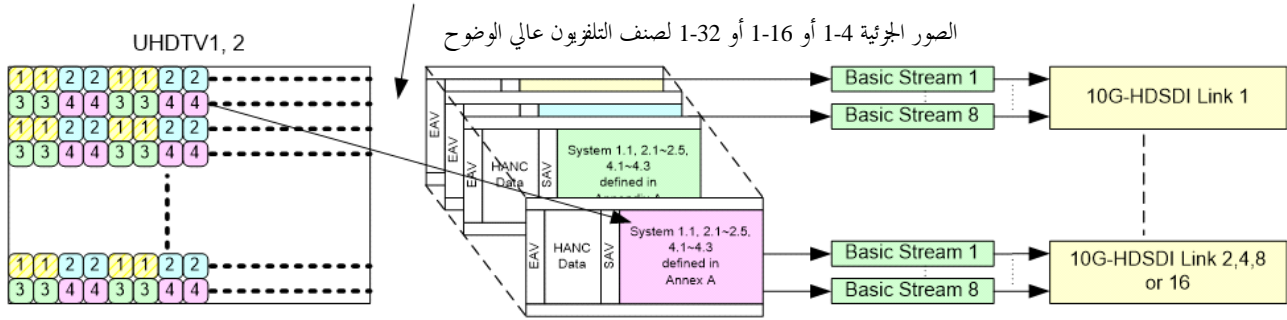 الصور الجزئية 4-1 أو 16-1 أو 32-1 لصنف التلفزيون عالي الوضوح
UHDTV1, 2
1 1 2 2 1 1 2 2
3 3 4 4 3 3 4 4
1 1 2 2 1 1 2 2
3 3 4 4 3 3 4 4
1 1 2 2 1 1 2 2
3 3 4 4 3 3 4 4
EAV
EAV
EAV
HANC
Data
SAV
System 1.1, 2.1~2.5,
4.1~4.3
defined in
EAV
HANC
Data
SAV
System 1.1, 2.1~2.5,
4.1~4.3
defined in
Annex A
Basic Stream 1
Basic Stream 8
10G-HDSDI Link 1
Basic Stream 1
Basic Stream 8
10G-HDSDI Link 2,4,8
or 16